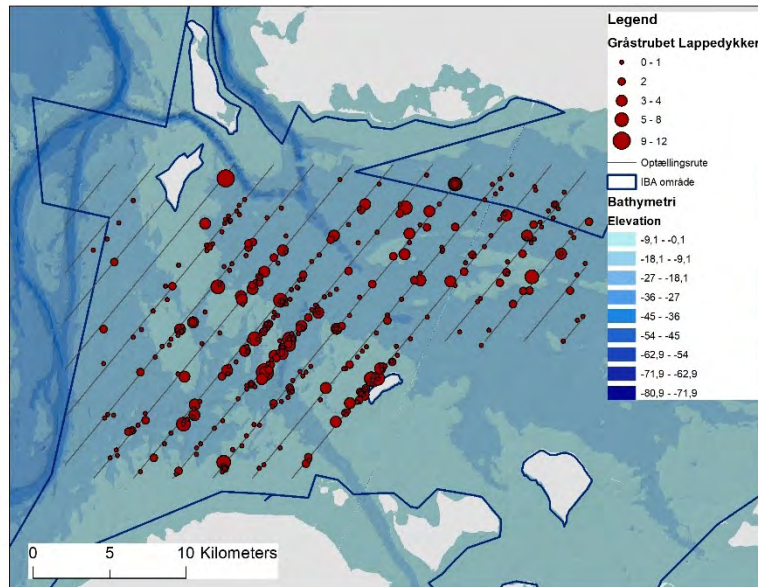 Legend
Gråstrubet Lappedykker
0 - 1
2
3 - 4
5 - 8
9 - 12
Optællingsrute
IBA område
Bathymetri
Elevation
-9,1 - -0,1
-18,1 - -9,1
-27 - -18,1
-36 - -27
-45 - -36
-54 - -45
-62,9 - -54
-71,9 - -62,9
-80,9 - -71,9
0 5 10 Kilometers